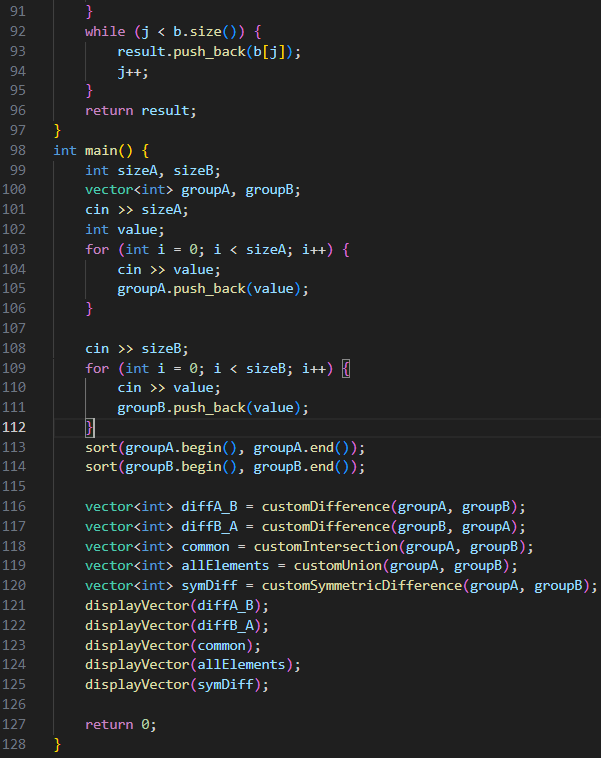 91 }
92 while (j < b.size()) {
93 result.push_back(b[j]);
94 j++;
95 }
96 return result;
97 }
98 int main() {
99 int sizeA, sizeB;
100 vector<int> groupA, groupB;
101 cin >> sizeA;
102 int value;
103 for (int i = 0; i < sizeA; i++) {
104 cin >> value;
105 groupA.push_back(value);
106 }
107
108 cin >> sizeB;
109 for (int i = 0; i < sizeB; i++) {
110 cin >> value;
111 groupB.push_back(value);
112 }
113 sort(groupA.begin(), groupA.end());
114 sort(groupB.begin(), groupB.end());
115
116 vector<int> diffA_B = customDifference(groupA, groupB);
117 vector<int> diffB_A = customDifference(groupB, groupA);
118 vector<int> common = customIntersection(groupA, groupB);
119 vector<int> allElements = customUnion(groupA, groupB);
120 vector<int> symDiff = customSymmetricDifference(groupA, groupB);
121 displayVector(diffA_B);
122 displayVector(diffB_A);
123 displayVector(common);
124 displayVector(allElements);
125 displayVector(symDiff);
126
127 return 0;
128 }